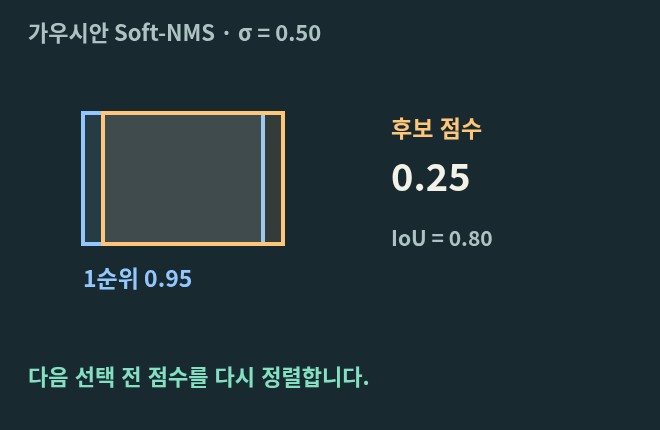 가우시안 Soft-NMS · σ = 0.50
후보 점수
0.25
IoU = 0.80
1순위 0.95
다음 선택 전 점수를 다시 정렬합니다.